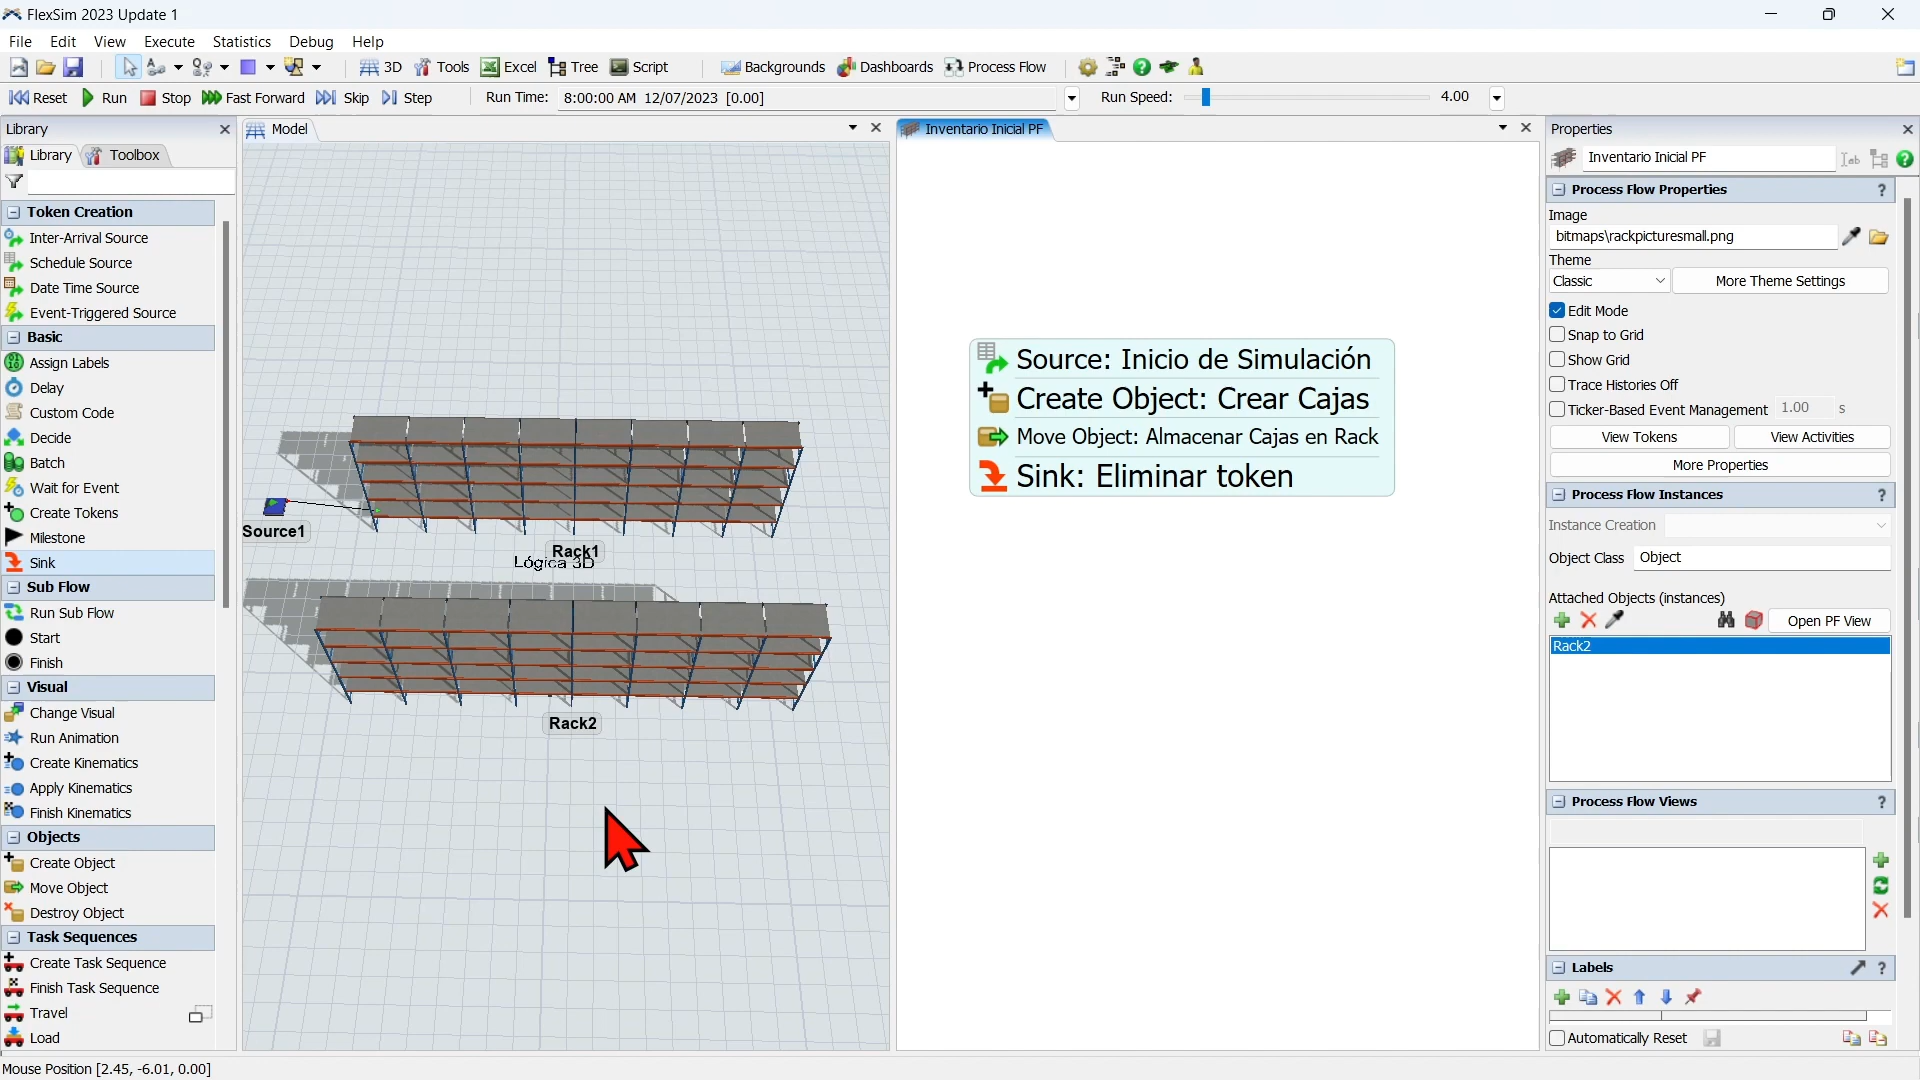 FlexSim 2023 Update 1
File Edit View Execute Statistics Debug Help
3D Tools Excel Tree Script Backgrounds Dashboards Process Flow
Reset Run Stop Fast Forward Skip Step Run Time: 8:00:00 AM 12/07/2023 [0.00] Run Speed: 4.00
Library
Library Toolbox
Token Creation
Inter-Arrival Source
Schedule Source
Date Time Source
Event-Triggered Source
Basic
Assign Labels
Delay
Custom Code
Decide
Batch
Wait for Event
Create Tokens
Milestone
Sink
Sub Flow
Run Sub Flow
Start
Finish
Visual
Change Visual
Run Animation
Create Kinematics
Apply Kinematics
Finish Kinematics
Objects
Create Object
Move Object
Destroy Object
Task Sequences
Create Task Sequence
Finish Task Sequence
Travel
Load
Model
Source1
Rack1
Lógica 3D
Rack2
Inventario Inicial PF
Source: Inicio de Simulación
Create Object: Crear Cajas
Move Object: Almacenar Cajas en Rack
Sink: Eliminar token
Properties
Inventario Inicial PF
Process Flow Properties ?
Image
bitmaps\rackpicturesmall.png
Theme
Classic More Theme Settings
Edit Mode
Snap to Grid
Show Grid
Trace Histories Off
Ticker-Based Event Management 1.00 s
View Tokens View Activities
More Properties
Process Flow Instances ?
Instance Creation
Object Class Object
Attached Objects (instances)
Open PF View
Rack2
Process Flow Views ?
Labels ?
Automatically Reset
Mouse Position [2.45, -6.01, 0.00]